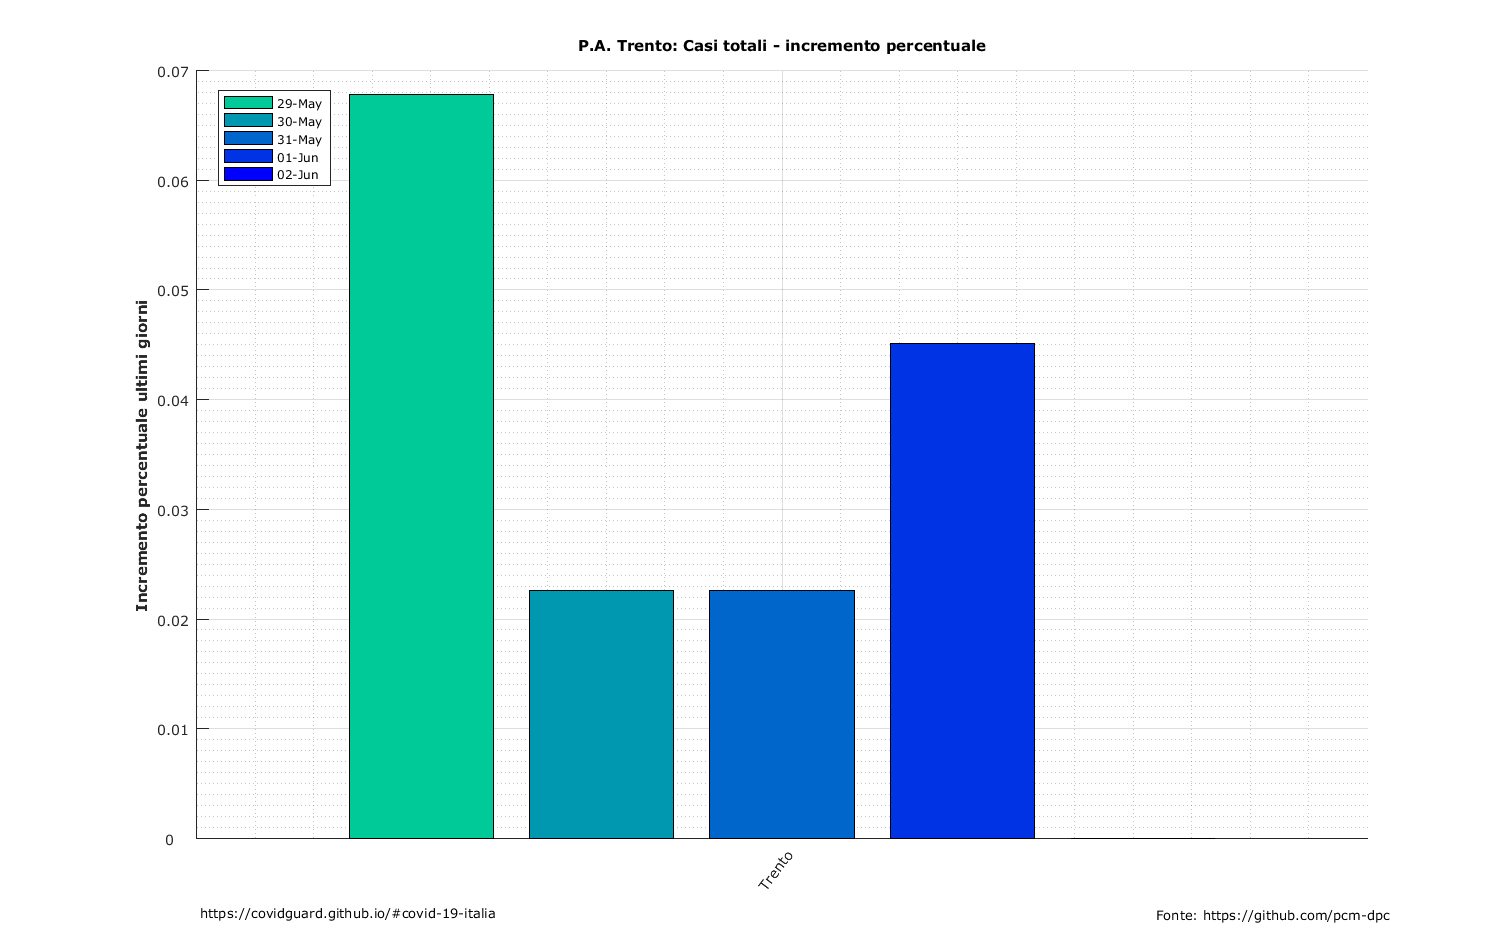 P.A. Trento: Casi totali - incremento percentuale
0.07
0.06
0.05
0.04
0.03
0.02
0.01
0
Incremento percentuale ultimi giorni
29-May
30-May
31-May
01-Jun
02-Jun
Trento
https://covidguard.github.io/#covid-19-italia
Fonte: https://github.com/pcm-dpc